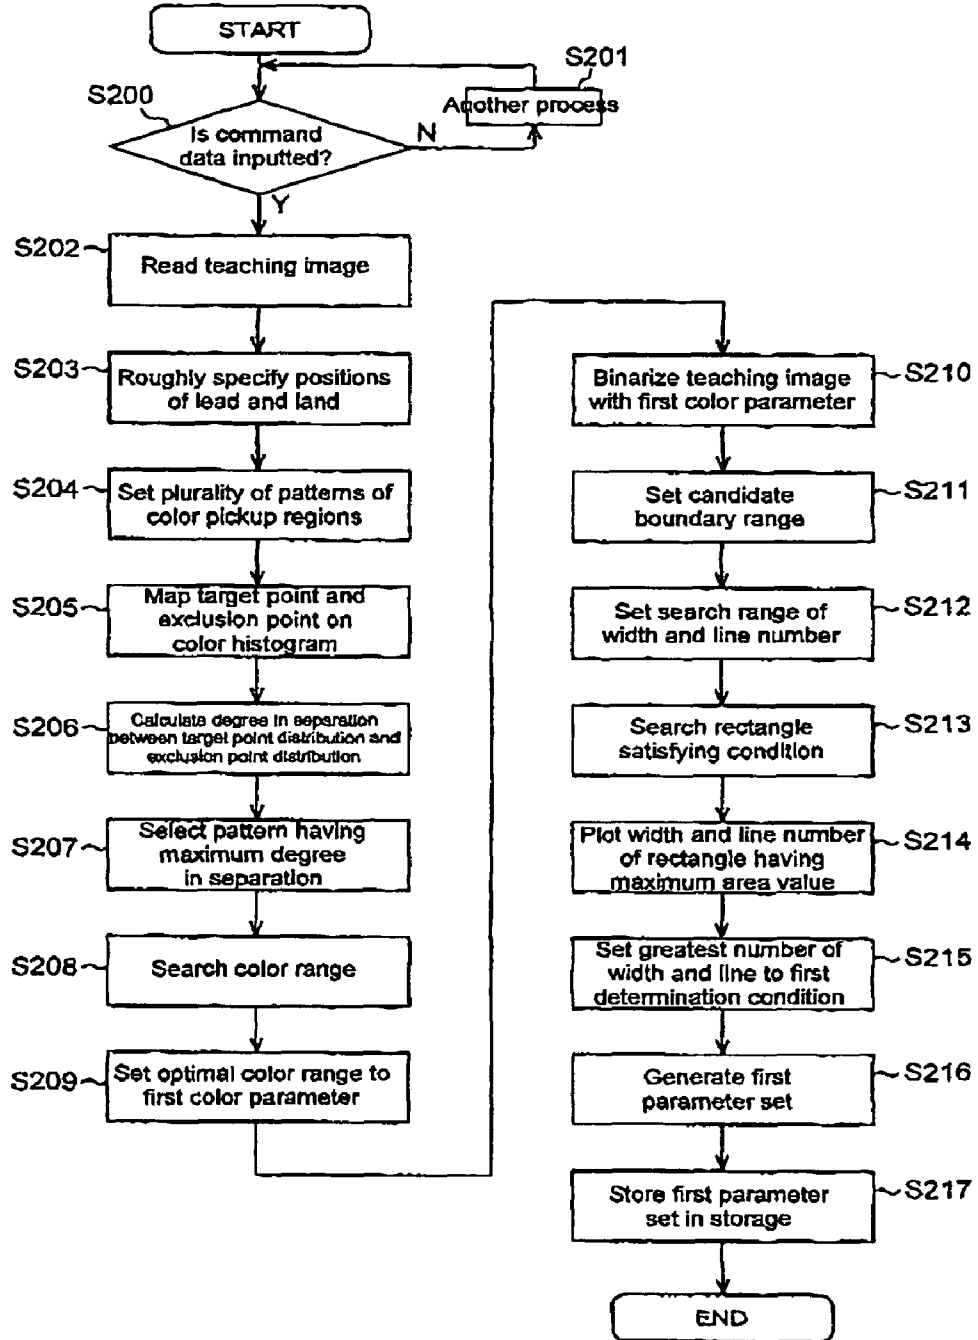 START
S200
Is command
data inputted?
N
Y
S201
Another process
S202
Read teaching image
S203
Roughly specify positions
of lead and land
S204
Set plurality of patterns of
color pickup regions
S205
Map target point and
exclusion point on
color histogram
S206
Calculate degree in separation
between target point distribution and
exclusion point distribution
S207
Select pattern having
maximum degree
in separation
S208
Search color range
S209
Set optimal color range to
first color parameter
S210
Binarize teaching image
with first color parameter
S211
Set candidate
boundary range
S212
Set search range of
width and line number
S213
Search rectangle
satisfying condition
S214
Plot width and line number
of rectangle having
maximum area value
S215
Set greatest number of
width and line to first
determination condition
S216
Generate first
parameter set
S217
Store first parameter
set in storage
END